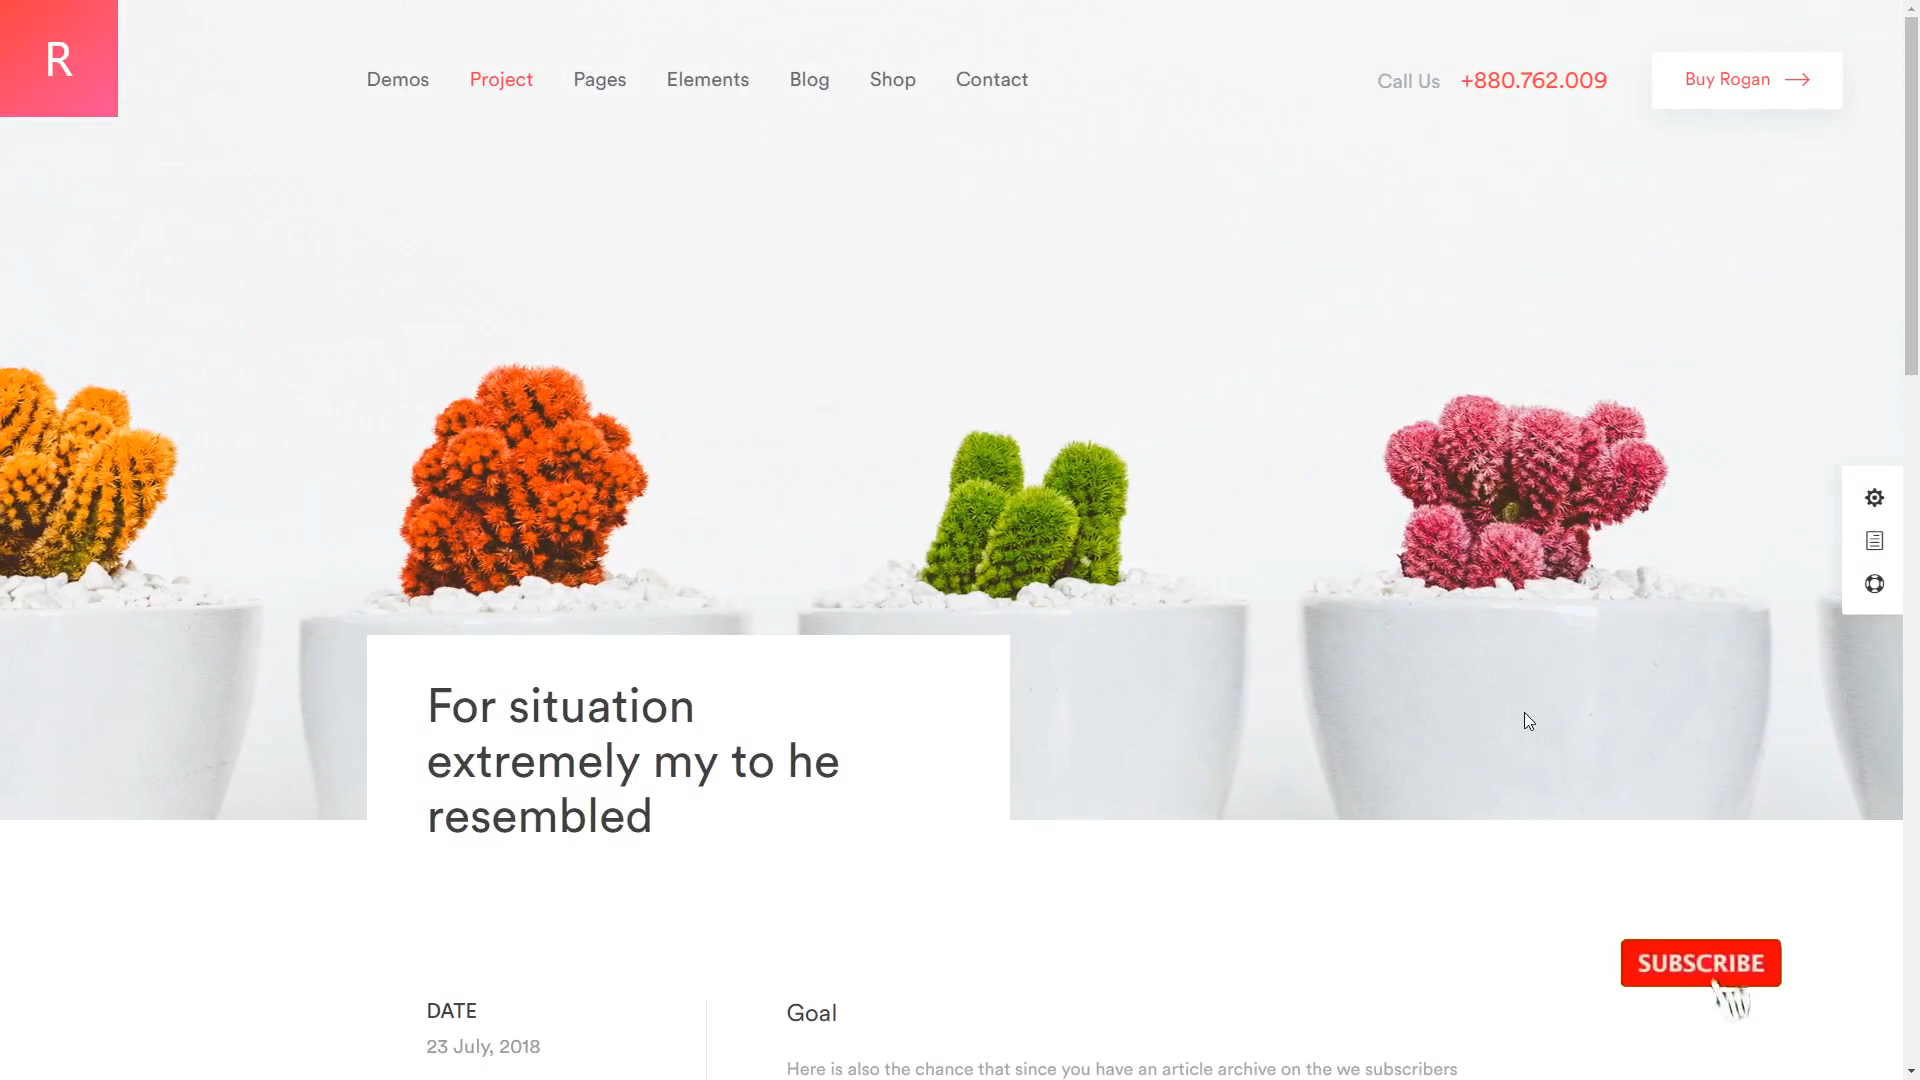 R
Demos Project Pages Elements Blog Shop Contact
Call Us +880.762.009
Buy Rogan
For situation
extremely my to he
resembled
SUBSCRIBE
DATE
23 July, 2018
Goal
Here is also the chance that since you have an article archive on the we subscribers